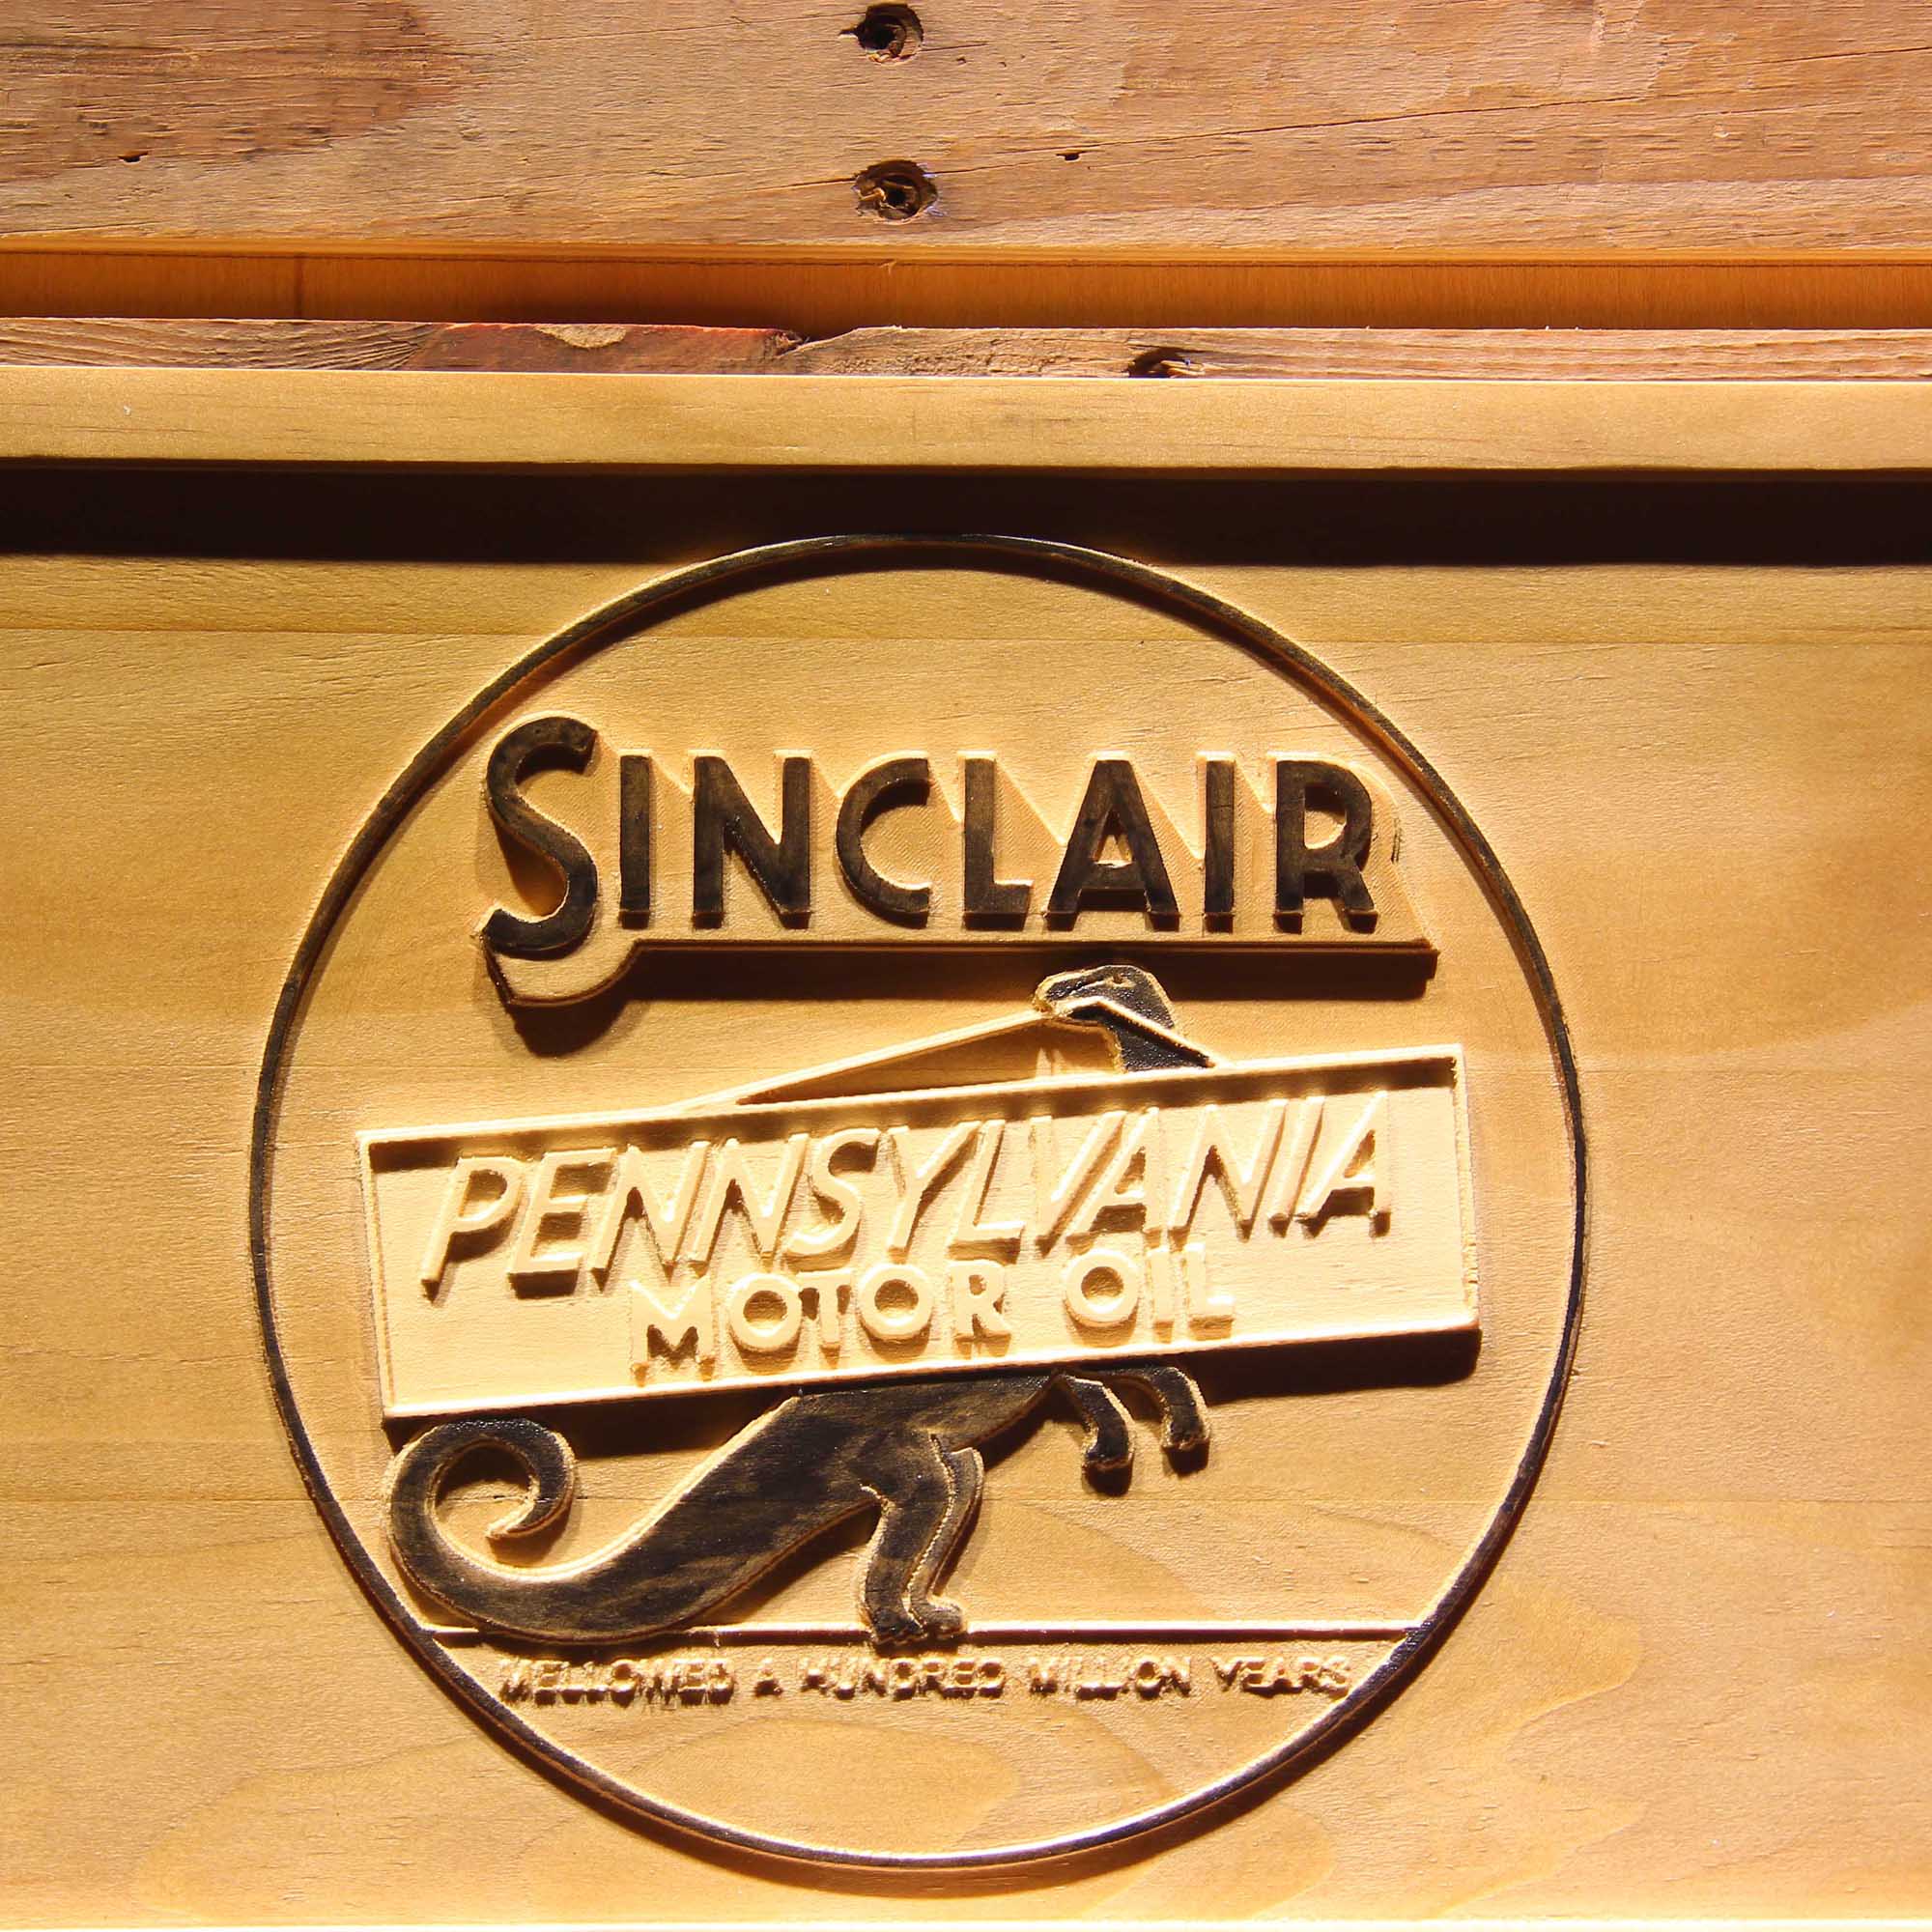 SINCLAIR
PENNSYLVANIA
MOTOR OIL
MELLOWED A HUNDRED MILLION YEARS